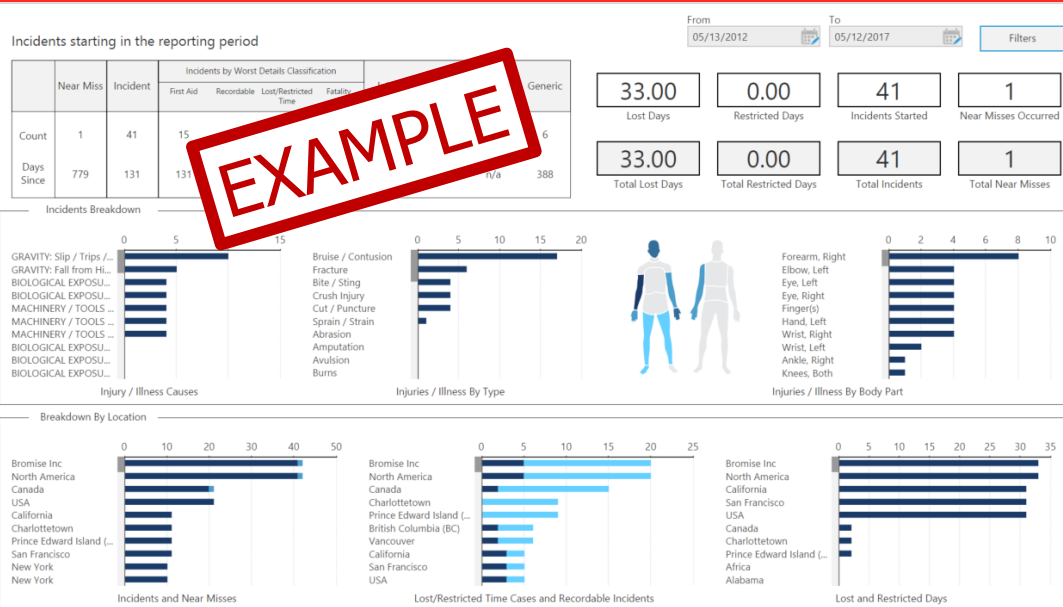 From
To
Incidents starting in the reporting period
05/13/2012
05/12/2017
Filters
Incidents by Worst Details Classification
Near Miss
Incident
First Aid
Recordable
Lost/Restricted
Time
Fatality
Generic
Count
1
41
15
6
Days
Since
779
131
131
n/a
388
EXAMPLE
33.00
0.00
41
1
Lost Days
Restricted Days
Incidents Started
Near Misses Occurred
33.00
0.00
41
1
Total Lost Days
Total Restricted Days
Total Incidents
Total Near Misses
Incidents Breakdown
0 5 15
GRAVITY: Slip / Trips /...
GRAVITY: Fall from Hi...
BIOLOGICAL EXPOSU...
BIOLOGICAL EXPOSU...
MACHINERY / TOOLS ...
MACHINERY / TOOLS ...
MACHINERY / TOOLS ...
BIOLOGICAL EXPOSU...
BIOLOGICAL EXPOSU...
BIOLOGICAL EXPOSU...
Injury / Illness Causes
0 5 10 15 20
Bruise / Contusion
Fracture
Bite / Sting
Crush Injury
Cut / Puncture
Sprain / Strain
Abrasion
Amputation
Avulsion
Burns
Injuries / Illness By Type
0 2 4 6 8 10
Forearm, Right
Elbow, Left
Eye, Left
Eye, Right
Finger(s)
Hand, Left
Wrist, Right
Wrist, Left
Ankle, Right
Knees, Both
Injuries / Illness By Body Part
Breakdown By Location
0 10 20 30 40 50
Bromise Inc
North America
Canada
USA
California
Charlottetown
Prince Edward Island (...
San Francisco
New York
New York
Incidents and Near Misses
0 5 10 15 20 25
Bromise Inc
North America
Canada
Charlottetown
Prince Edward Island (...
British Columbia (BC)
Vancouver
California
San Francisco
USA
Lost/Restricted Time Cases and Recordable Incidents
0 5 10 15 20 25 30 35
Bromise Inc
North America
California
San Francisco
USA
Canada
Charlottetown
Prince Edward Island (...
Africa
Alabama
Lost and Restricted Days